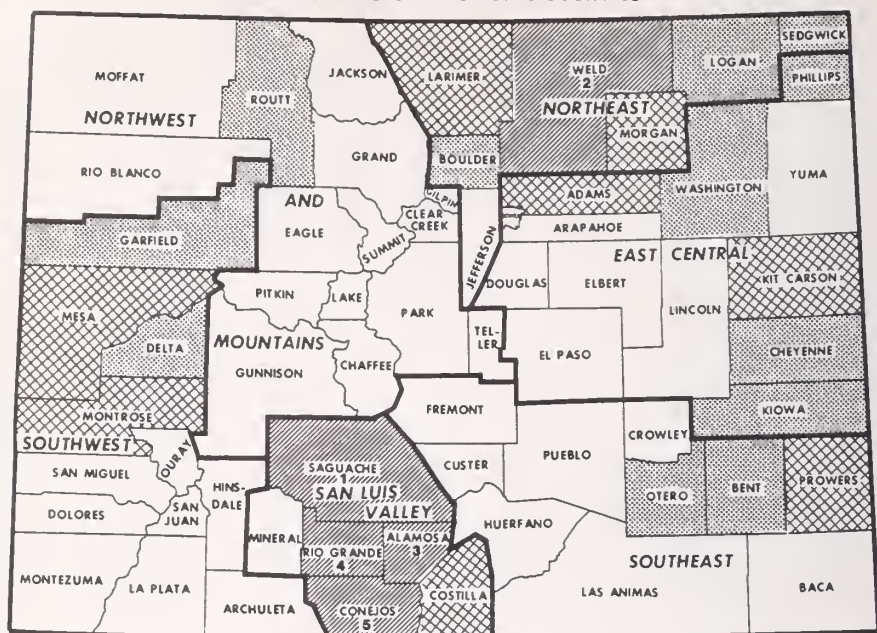 SEDGWICK
MOFFAT
JACKSON
LARIMER
WELD
2
LOGAN
PHILLIPS
ROUTT
NORTHWEST
NORTHEAST
MORGAN
RIO BLANCO
GRAND
BOULDER
ADAMS
WASHINGTON
YUMA
GILPIN
AND
CLEAR
CREEK
ARAPAHOE
GARFIELD
EAGLE
SUMMIT
JEFFERSON
EAST CENTRAL
DOUGLAS
ELBERT
KIT CARSON
MESA
PITKIN
LAKE
PARK
LINCOLN
DELTA
MOUNTAINS
TEL-
LER
EL PASO
CHEYENNE
GUNNISON
CHAFFEE
MONTROSE
FREMONT
KIOWA
SOUTHWEST
OURAY
CROWLEY
SAN MIGUEL
SAGUACHE
1
CUSTER
PUEBLO
PROWERS
HINS-
DALE
SAN LUIS
VALLEY
OTERO
BENT
DOLORES
SAN
JUAN
MINERAL
RIO GRANDE
4
ALAMOSA
3
HUERFANO
SOUTHEAST
MONTEZUMA
LA PLATA
ARCHULETA
CONEJOS
5
COSTILLA
LAS ANIMAS
BACA